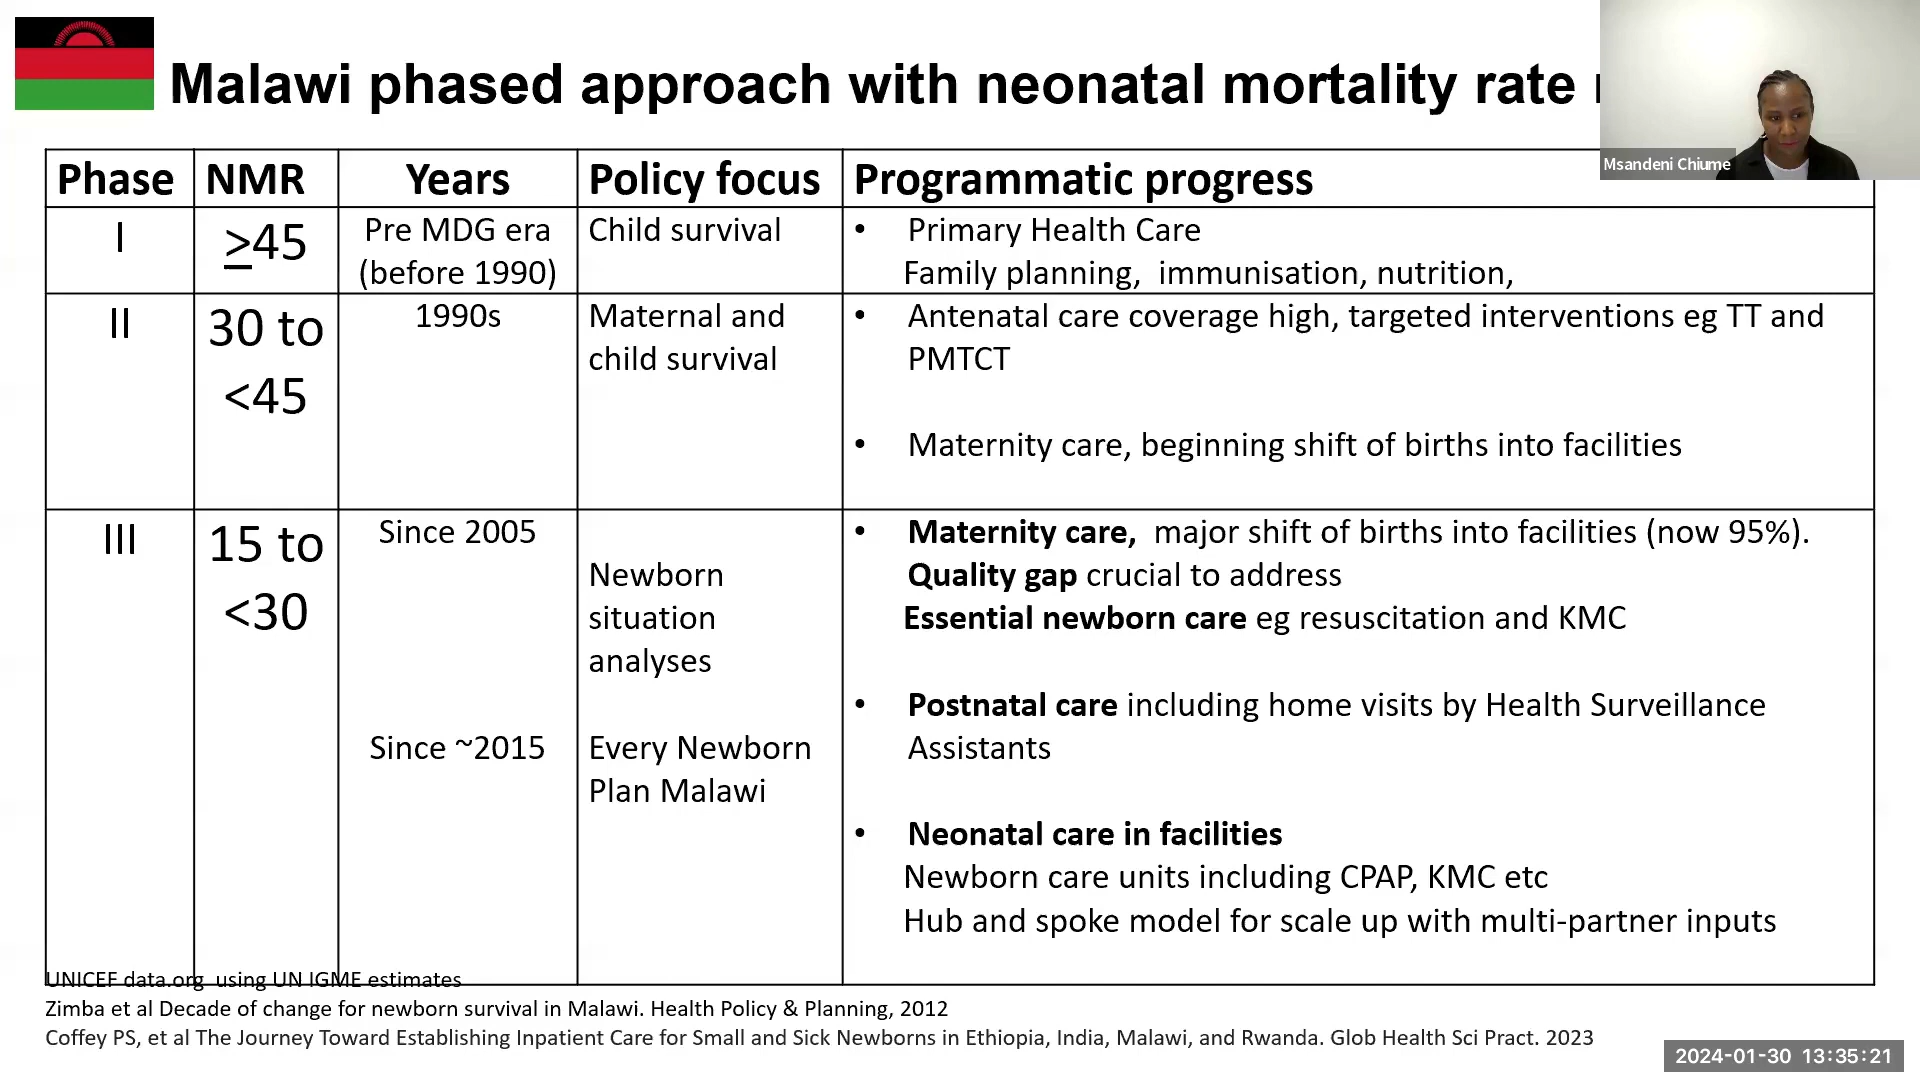 Malawi phased approach with neonatal mortality rate
Msandeni Chiume
Phase NMR Years Policy focus Programmatic progress
I
≥45
Pre MDG era
(before 1990)
Child survival
• Primary Health Care
Family planning, immunisation, nutrition,
II
30 to
<45
1990s
Maternal and
child survival
• Antenatal care coverage high, targeted interventions eg TT and
PMTCT
• Maternity care, beginning shift of births into facilities
III
15 to
<30
Since 2005
Since ~2015
Newborn
situation
analyses
Every Newborn
Plan Malawi
• Maternity care, major shift of births into facilities (now 95%).
Quality gap crucial to address
Essential newborn care eg resuscitation and KMC
• Postnatal care including home visits by Health Surveillance
Assistants
• Neonatal care in facilities
Newborn care units including CPAP, KMC etc
Hub and spoke model for scale up with multi-partner inputs
UNICEF data.org using UN IGME estimates
Zimba et al Decade of change for newborn survival in Malawi. Health Policy & Planning, 2012
Coffey PS, et al The Journey Toward Establishing Inpatient Care for Small and Sick Newborns in Ethiopia, India, Malawi, and Rwanda. Glob Health Sci Pract. 2023
2024-01-30 13:35:21